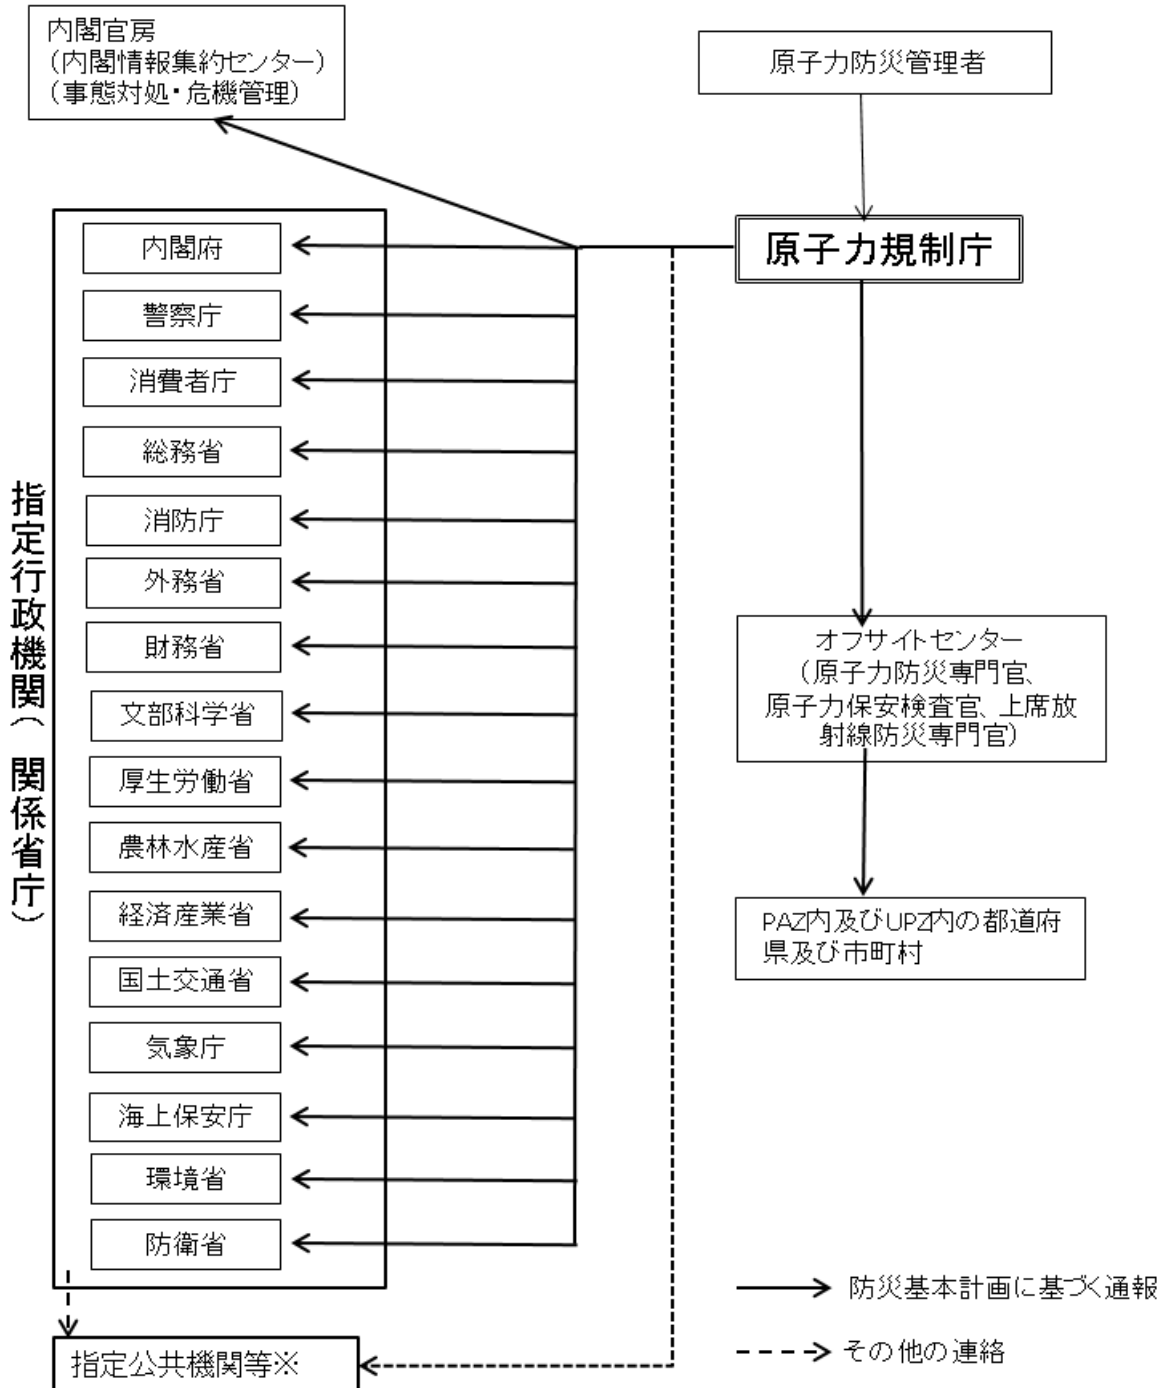 内閣官房
(内閣情報集約センター)
(事態対処・危機管理)
原子力防災管理者
原子力規制庁
指定行政機関(関係省庁)
内閣府
警察庁
消費者庁
総務省
消防庁
外務省
財務省
文部科学省
厚生労働省
農林水産省
経済産業省
国土交通省
気象庁
海上保安庁
環境省
防衛省
オフサイトセンター
(原子力防災専門官、
原子力保安検査官、上席放
射線防災専門官)
PAZ内及びUPZ内の都道府
県及び市町村
防災基本計画に基づく通報
その他の連絡
指定公共機関等※